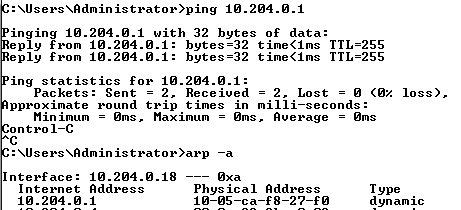 C:\Users\Administrator>ping 10.204.0.1
Pinging 10.204.0.1 with 32 bytes of data:
Reply from 10.204.0.1: bytes=32 time<1ms TTL=255
Reply from 10.204.0.1: bytes=32 time<1ms TTL=255
Ping statistics for 10.204.0.1:
    Packets: Sent = 2, Received = 2, Lost = 0 (0% loss),
Approximate round trip times in milli-seconds:
    Minimum = 0ms, Maximum = 0ms, Average = 0ms
Control-C
^C
C:\Users\Administrator>arp -a
Interface: 10.204.0.18 --- 0xa
  Internet Address      Physical Address      Type
  10.204.0.1            10-05-ca-f8-27-f0     dynamic